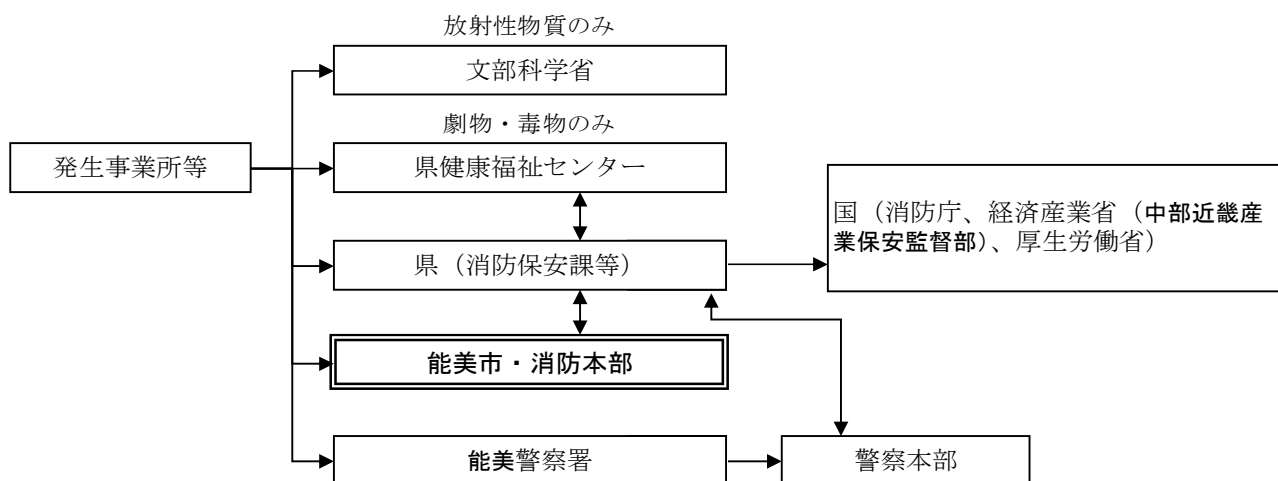 放射性物質のみ
文部科学省
劇物・毒物のみ
発生事業所等
県健康福祉センター
国（消防庁、経済産業省（中部近畿産
業保安監督部）、厚生労働省）
県（消防保安課等）
能美市・消防本部
能美警察署
警察本部